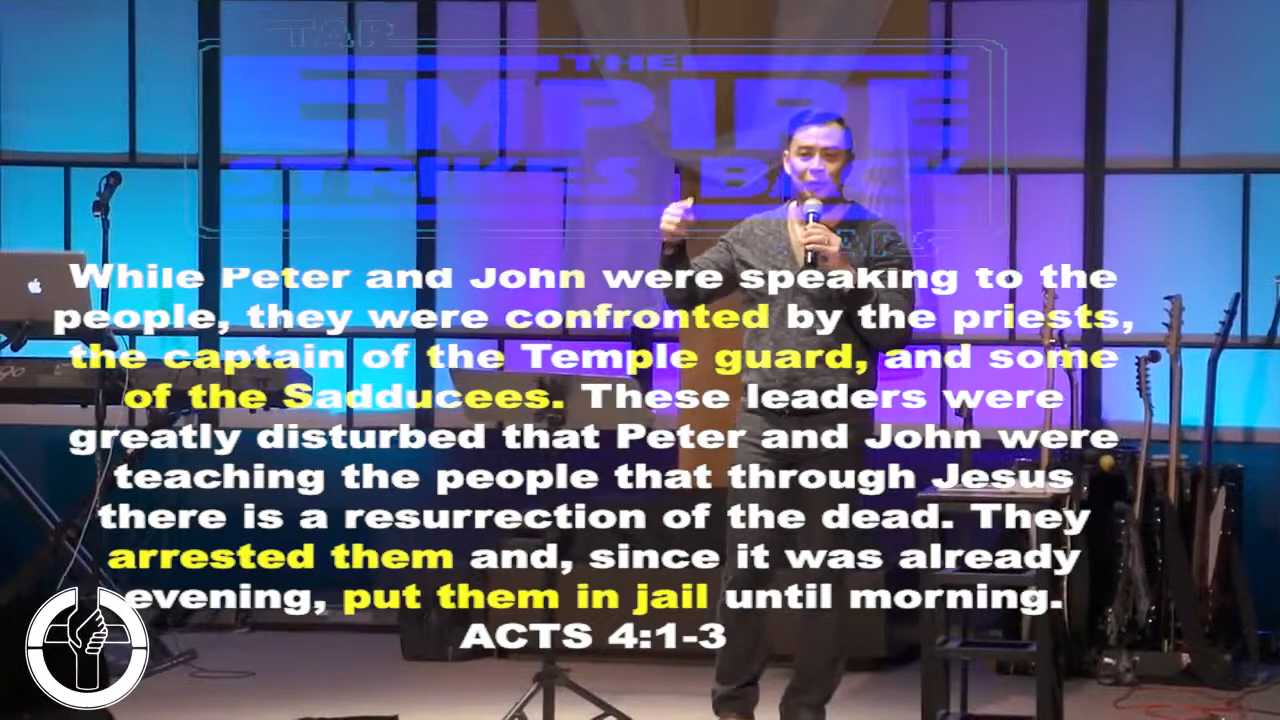 THE
EMPIRE
STRIKES BACK
While Peter and John were speaking to the
people, they were confronted by the priests,
the captain of the Temple guard, and some
of the Sadducees. These leaders were
greatly disturbed that Peter and John were
teaching the people that through Jesus
there is a resurrection of the dead. They
arrested them and, since it was already
evening, put them in jail until morning.
ACTS 4:1-3